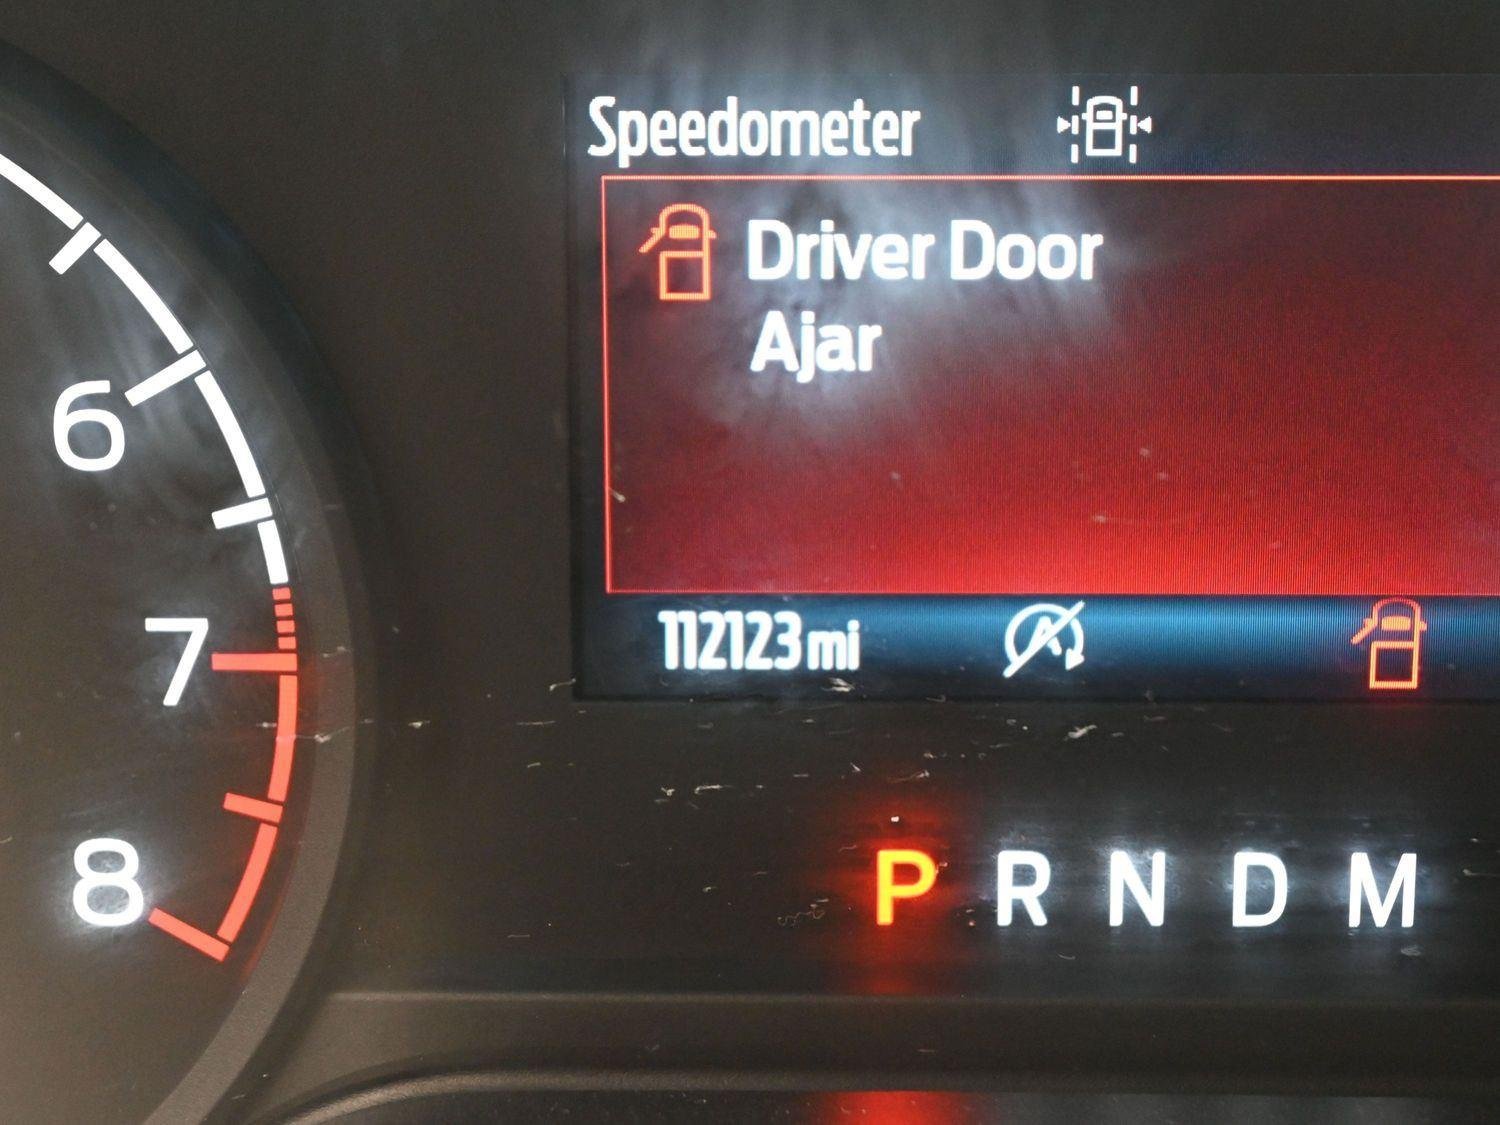 Speedometer
Driver Door
Ajar
6
7
8
112123 mi
A
P R N D M